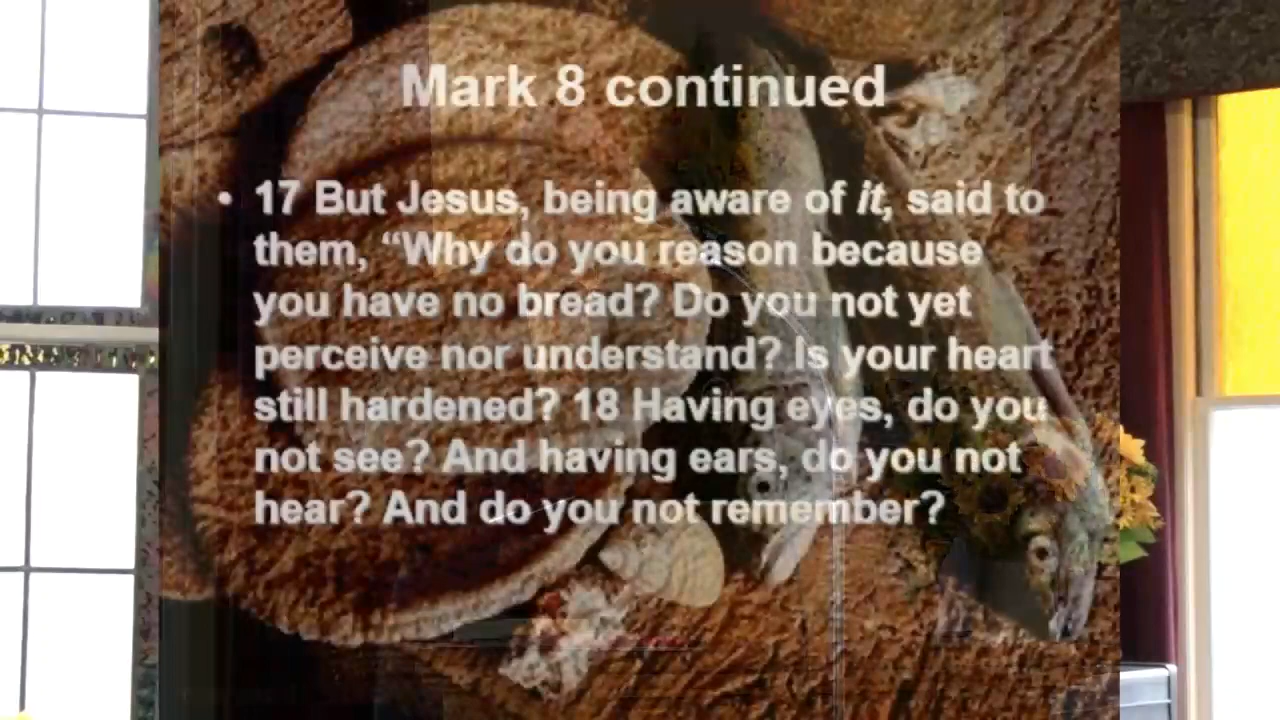 Mark 8 continued
• 17 But Jesus, being aware of it, said to
them, “Why do you reason because
you have no bread? Do you not yet
perceive nor understand? Is your heart
still hardened? 18 Having eyes, do you
not see? And having ears, do you not
hear? And do you not remember?